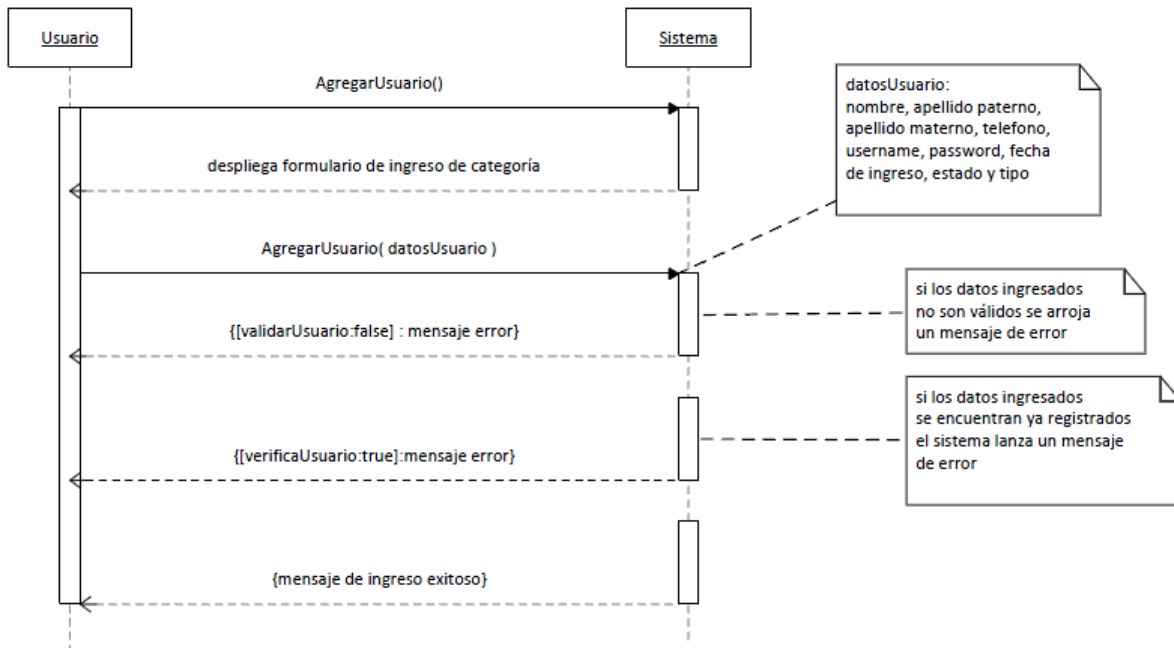 Usuario
Sistema
AgregarUsuario()
datosUsuario:
nombre, apellido paterno,
apellido materno, telefono,
username, password, fecha
de ingreso, estado y tipo
despliega formulario de ingreso de categoría
AgregarUsuario( datosUsuario )
si los datos ingresados
no son válidos se arroja
un mensaje de error
{[validarUsuario:false] : mensaje error}
si los datos ingresados
se encuentran ya registrados
el sistema lanza un mensaje
de error
{[verificaUsuario:true]:mensaje error}
{mensaje de ingreso exitoso}